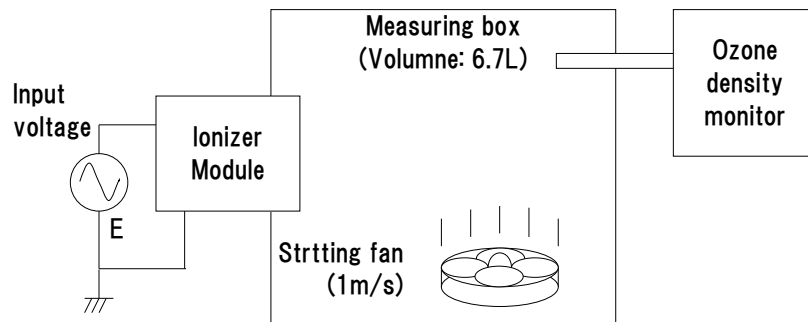 Measuring box
(Volumne: 6.7L)
Ozone
density
monitor
Input
voltage
Ionizer
Module
E
Strtting fan
(1m/s)